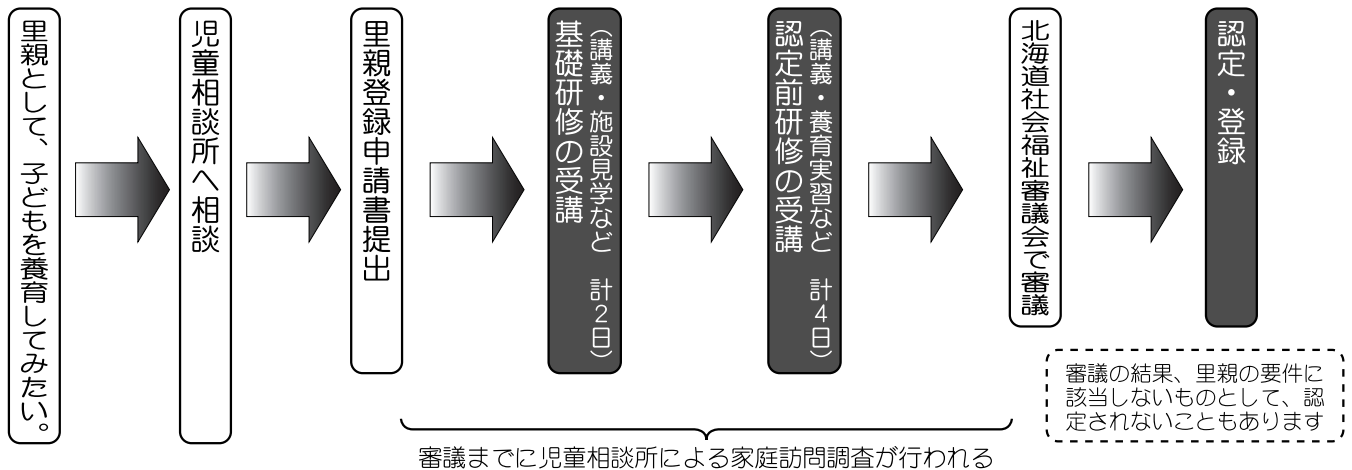 里親として、子どもを養育してみたい。
児童相談所へ相談
里親登録申請書提出
基礎研修の受講
（講義・施設見学など　計２日）
認定前研修の受講
（講義・養育実習など　計４日）
北海道社会福祉審議会で審議
認定・登録
審議の結果、里親の要件に
該当しないものとして、認
定されないこともあります
審議までに児童相談所による家庭訪問調査が行われる